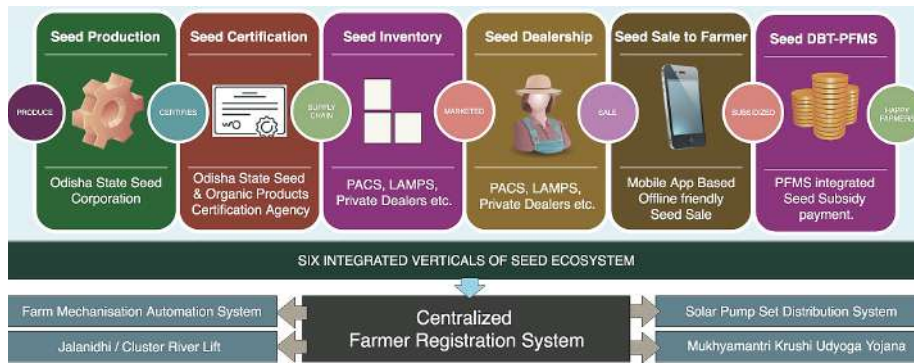 Seed Production
Seed Certification
Seed Inventory
Seed Dealership
Seed Sale to Farmer
Seed DBT-PFMS
PRODUCE
CERTIFIES
SUPPLY
CHAIN
MARKETED
SALE
SUBSIDIZED
HAPPY
FARMERS
Odisha State Seed
Corporation
Odisha State Seed
& Organic Products
Certification Agency
PACS, LAMPS,
Private Dealers etc.
PACS, LAMPS,
Private Dealers etc.
Mobile App Based
Offline friendly
Seed Sale
PFMS integrated
Seed Subsidy
payment.
SIX INTEGRATED VERTICALS OF SEED ECOSYSTEM
Farm Mechanisation Automation System
Jalanidhi / Cluster River Lift
Centralized
Farmer Registration System
Solar Pump Set Distribution System
Mukhyamantri Krushi Udyoga Yojana